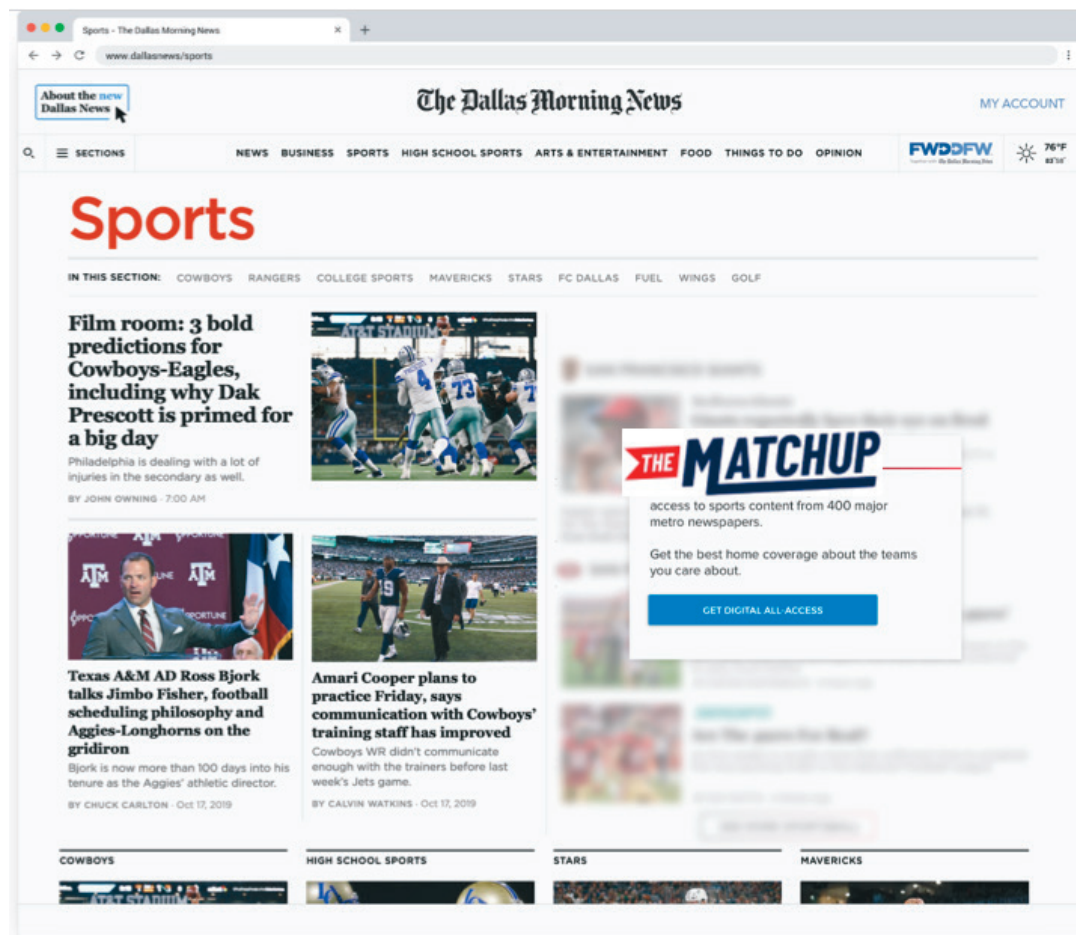 Sports - The Dallas Morning News
www.dallasnews/sports
About the new
Dallas News
The Dallas Morning News
MY ACCOUNT
SECTIONS
NEWS BUSINESS SPORTS HIGH SCHOOL SPORTS ARTS & ENTERTAINMENT FOOD THINGS TO DO OPINION
FWDDFW
76°F
Sports
IN THIS SECTION: COWBOYS RANGERS COLLEGE SPORTS MAVERICKS STARS FC DALLAS FUEL WINGS GOLF
Film room: 3 bold
predictions for
Cowboys-Eagles,
including why Dak
Prescott is primed for
a big day
Philadelphia is dealing with a lot of
injuries in the secondary as well.
BY JOHN OWNING - 7:00 AM
AT&T STADIUM
4
73
THE MATCHUP
access to sports content from 400 major
metro newspapers.
Get the best home coverage about the teams
you care about.
GET DIGITAL ALL-ACCESS
19
Texas A&M AD Ross Bjork
talks Jimbo Fisher, football
scheduling philosophy and
Aggies-Longhorns on the
gridiron
Bjork is now more than 100 days into his
tenure as the Aggies' athletic director.
BY CHUCK CARLTON - Oct 17, 2019
Amari Cooper plans to
practice Friday, says
communication with Cowboys'
training staff has improved
Cowboys WR didn't communicate
enough with the trainers before last
week's Jets game.
BY CALVIN WATKINS - Oct 17, 2019
COWBOYS
HIGH SCHOOL SPORTS
STARS
MAVERICKS
AT&T STADIUM